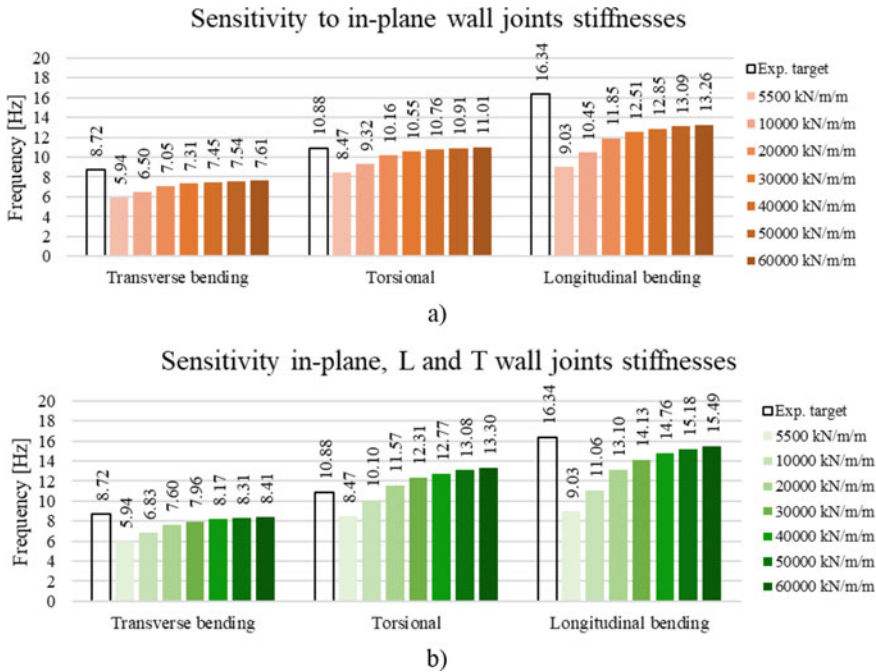 Sensitivity to in-plane wall joints stiffnesses
Frequency [Hz]
20
18
16
14
12
10
8
6
4
2
0
8.72
5.94
6.50
7.05
7.31
7.45
7.54
7.61
10.88
8.47
9.32
10.16
10.55
10.76
10.91
11.01
16.34
9.03
10.45
11.85
12.51
12.85
13.09
13.26
Transverse bending
Torsional
Longitudinal bending
Exp. target
5500 kN/m/m
10000 kN/m/m
20000 kN/m/m
30000 kN/m/m
40000 kN/m/m
50000 kN/m/m
60000 kN/m/m
a)
Sensitivity in-plane, L and T wall joints stiffnesses
Frequency [Hz]
20
18
16
14
12
10
8
6
4
2
0
8.72
5.94
6.83
7.60
7.96
8.17
8.31
8.41
10.88
8.47
10.10
11.57
12.31
12.77
13.08
13.30
16.34
9.03
11.06
13.10
14.13
14.76
15.18
15.49
Transverse bending
Torsional
Longitudinal bending
Exp. target
5500 kN/m/m
10000 kN/m/m
20000 kN/m/m
30000 kN/m/m
40000 kN/m/m
50000 kN/m/m
60000 kN/m/m
b)